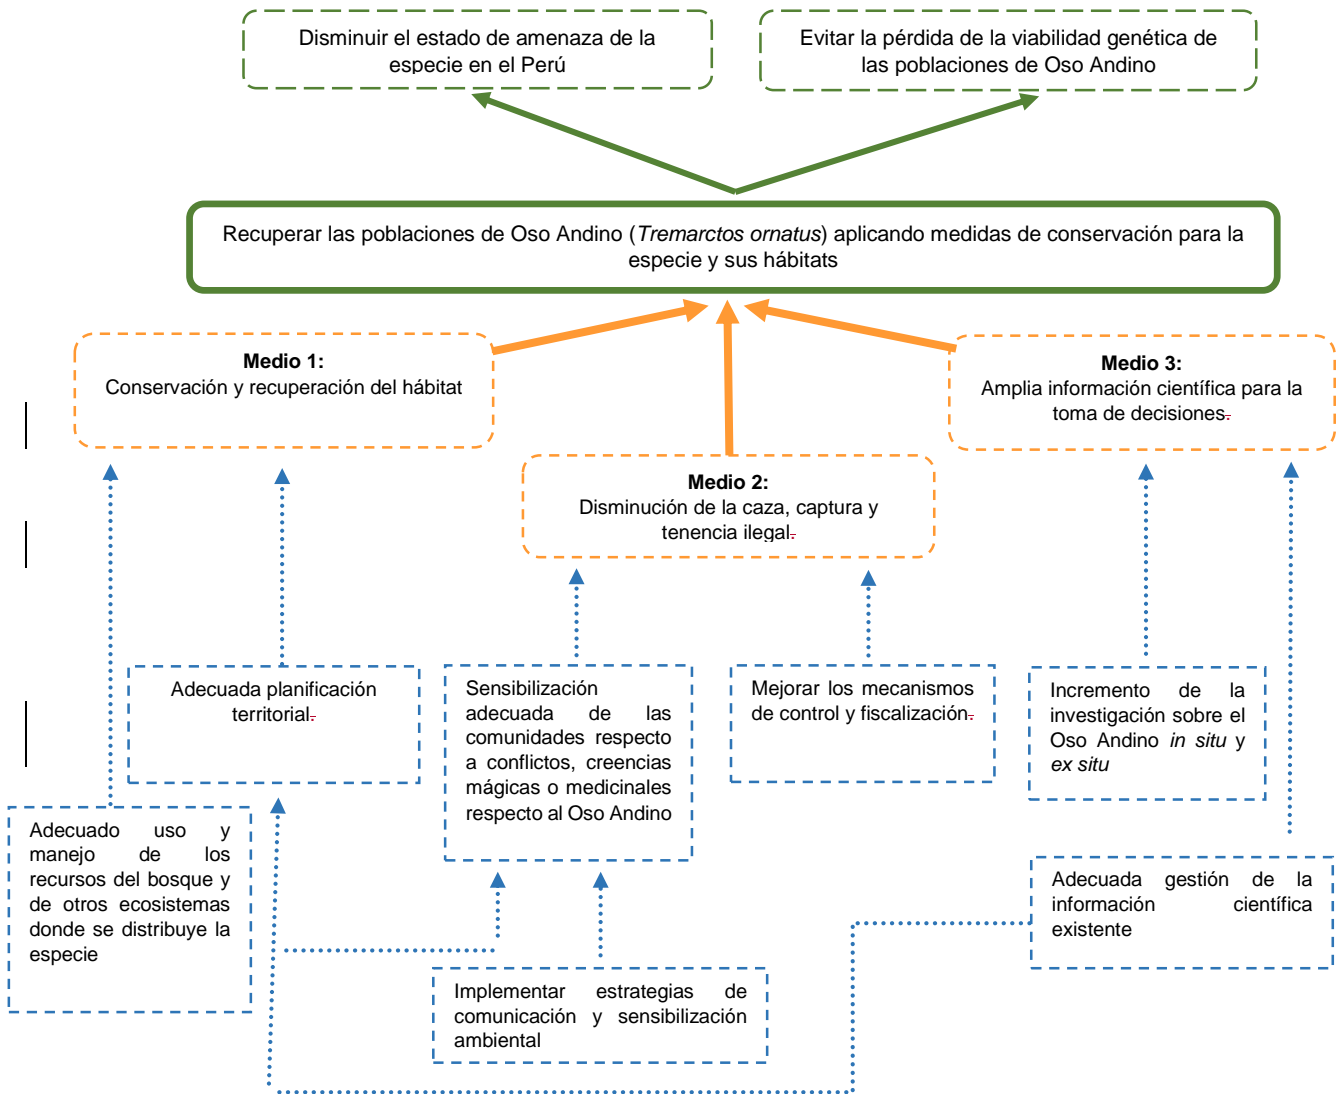 Disminuir el estado de amenaza de la
especie en el Perú
Evitar la pérdida de la viabilidad genética de
las poblaciones de Oso Andino
Recuperar las poblaciones de Oso Andino (Tremarctos ornatus) aplicando medidas de conservación para la
especie y sus hábitats
Medio 1:
Conservación y recuperación del hábitat
Medio 3:
Amplia información científica para la
toma de decisiones.
Medio 2:
Disminución de la caza, captura y
tenencia ilegal.
Adecuada planificación
territorial.
Sensibilización
adecuada de las
comunidades respecto
a conflictos, creencias
mágicas o medicinales
respecto al Oso Andino
Mejorar los mecanismos
de control y fiscalización.
Incremento de la
investigación sobre el
Oso Andino in situ y
ex situ
Adecuado uso y
manejo de los
recursos del bosque y
de otros ecosistemas
donde se distribuye la
especie
Adecuada gestión de la
información científica
existente
Implementar estrategias de
comunicación y sensibilización
ambiental